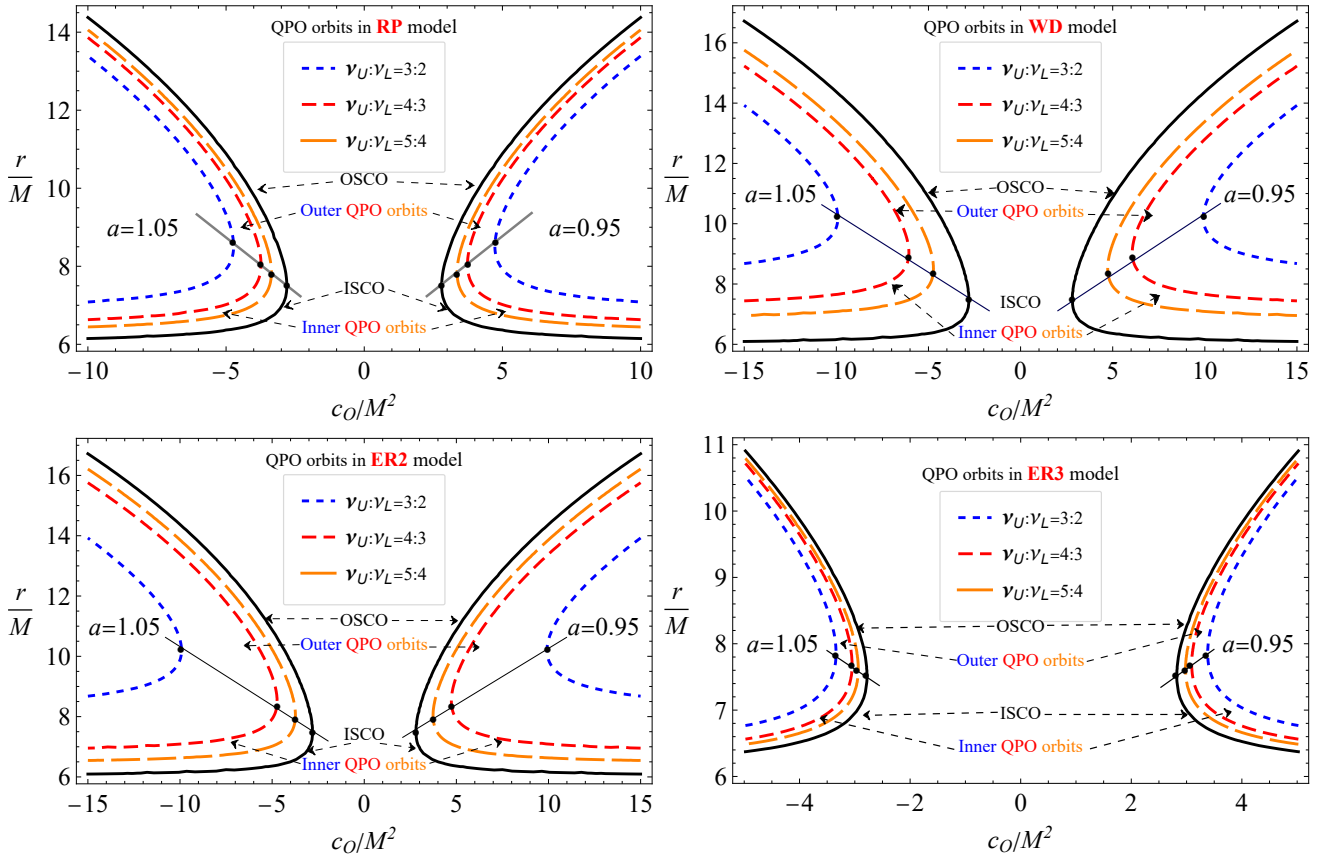 QPO orbits in RP model
ν_U:ν_L=3:2
ν_U:ν_L=4:3
ν_U:ν_L=5:4
OSCO
Outer QPO orbits
a=1.05
a=0.95
ISCO
Inner QPO orbits
14
12
10
8
6
r/M
-10
-5
0
5
10
c_O/M^2
QPO orbits in WD model
ν_U:ν_L=3:2
ν_U:ν_L=4:3
ν_U:ν_L=5:4
OSCO
Outer QPO orbits
a=1.05
a=0.95
ISCO
Inner QPO orbits
16
14
12
10
8
6
r/M
-15
-10
-5
0
5
10
15
c_O/M^2
QPO orbits in ER2 model
ν_U:ν_L=3:2
ν_U:ν_L=4:3
ν_U:ν_L=5:4
OSCO
a=1.05
a=0.95
Outer QPO orbits
ISCO
Inner QPO orbits
16
14
12
10
8
6
r/M
-15
-10
-5
0
5
10
15
c_O/M^2
QPO orbits in ER3 model
ν_U:ν_L=3:2
ν_U:ν_L=4:3
ν_U:ν_L=5:4
OSCO
a=1.05
a=0.95
Outer QPO orbits
ISCO
Inner QPO orbits
11
10
9
8
7
6
r/M
-4
-2
0
2
4
c_O/M^2